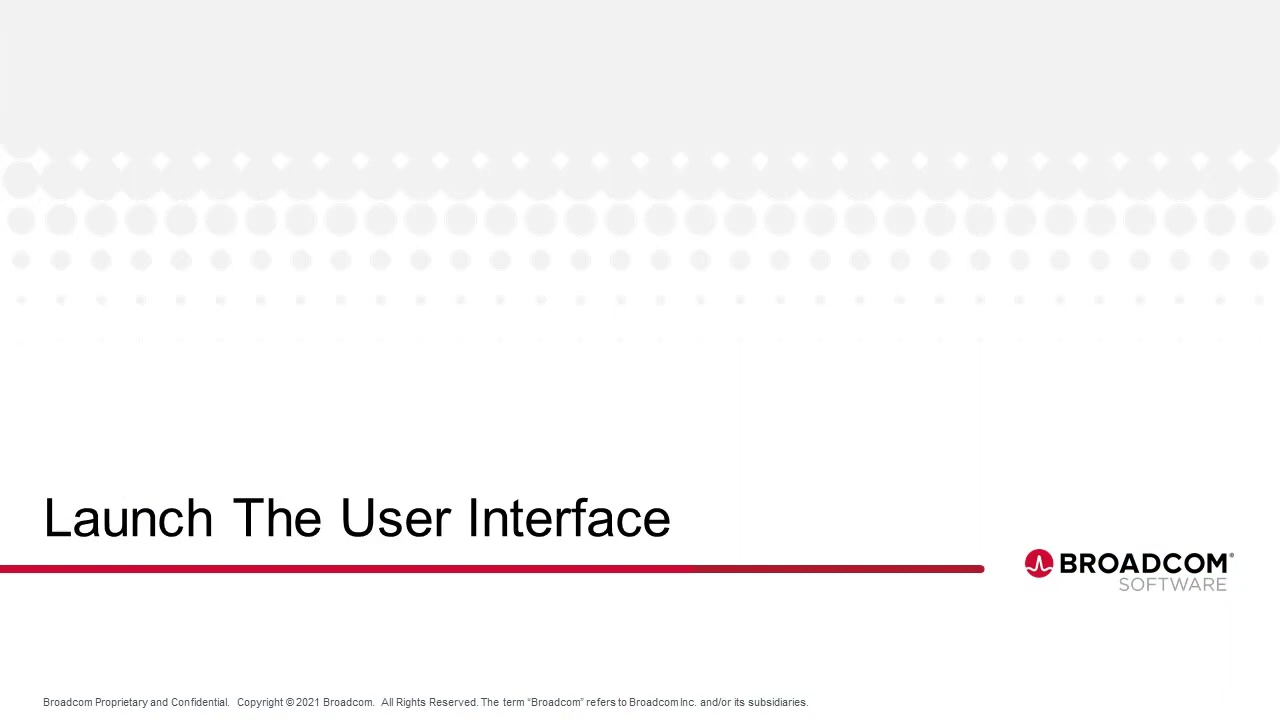 Launch The User Interface
BROADCOM®
SOFTWARE
Broadcom Proprietary and Confidential. Copyright © 2021 Broadcom. All Rights Reserved. The term “Broadcom” refers to Broadcom Inc. and/or its subsidiaries.